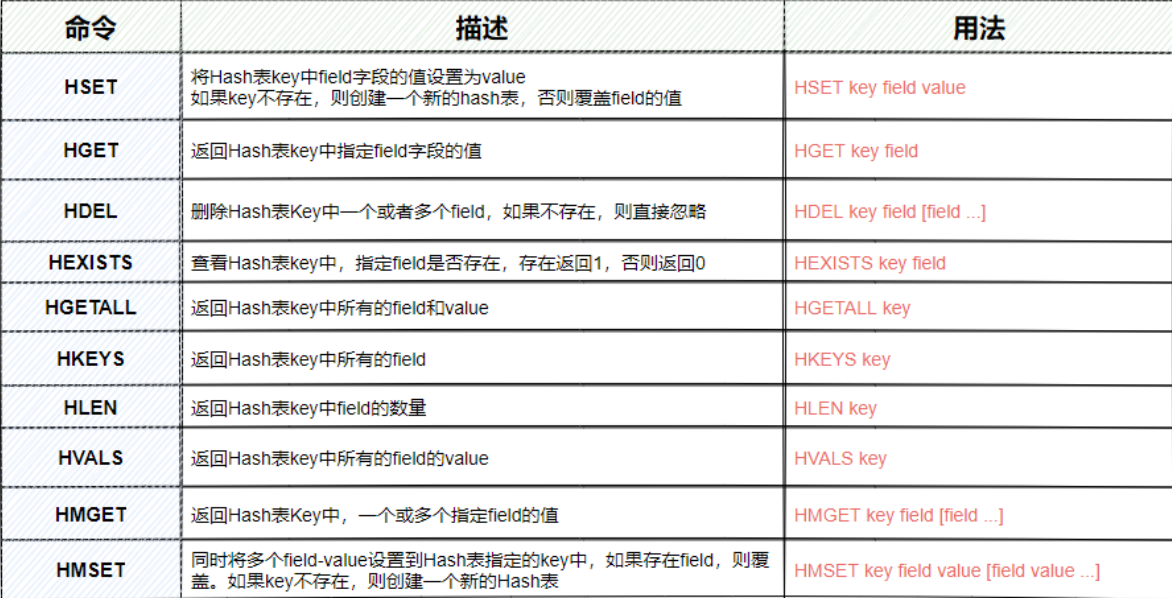 命令 描述 用法
HSET 将Hash表key中field字段的值设置为value
如果key不存在，则创建一个新的hash表，否则覆盖field的值 HSET key field value
HGET 返回Hash表key中指定field字段的值 HGET key field
HDEL 删除Hash表Key中一个或者多个field，如果不存在，则直接忽略 HDEL key field [field ...]
HEXISTS 查看Hash表key中，指定field是否存在，存在返回1，否则返回0 HEXISTS key field
HGETALL 返回Hash表key中所有的field和value HGETALL key
HKEYS 返回Hash表key中所有的field HKEYS key
HLEN 返回Hash表key中field的数量 HLEN key
HVALS 返回Hash表key中所有的field的value HVALS key
HMGET 返回Hash表Key中，一个或多个指定field的值 HMGET key field [field ...]
HMSET 同时将多个field-value设置到Hash表指定的key中，如果存在field，则覆
盖。如果key不存在，则创建一个新的Hash表 HMSET key field value [field value ...]